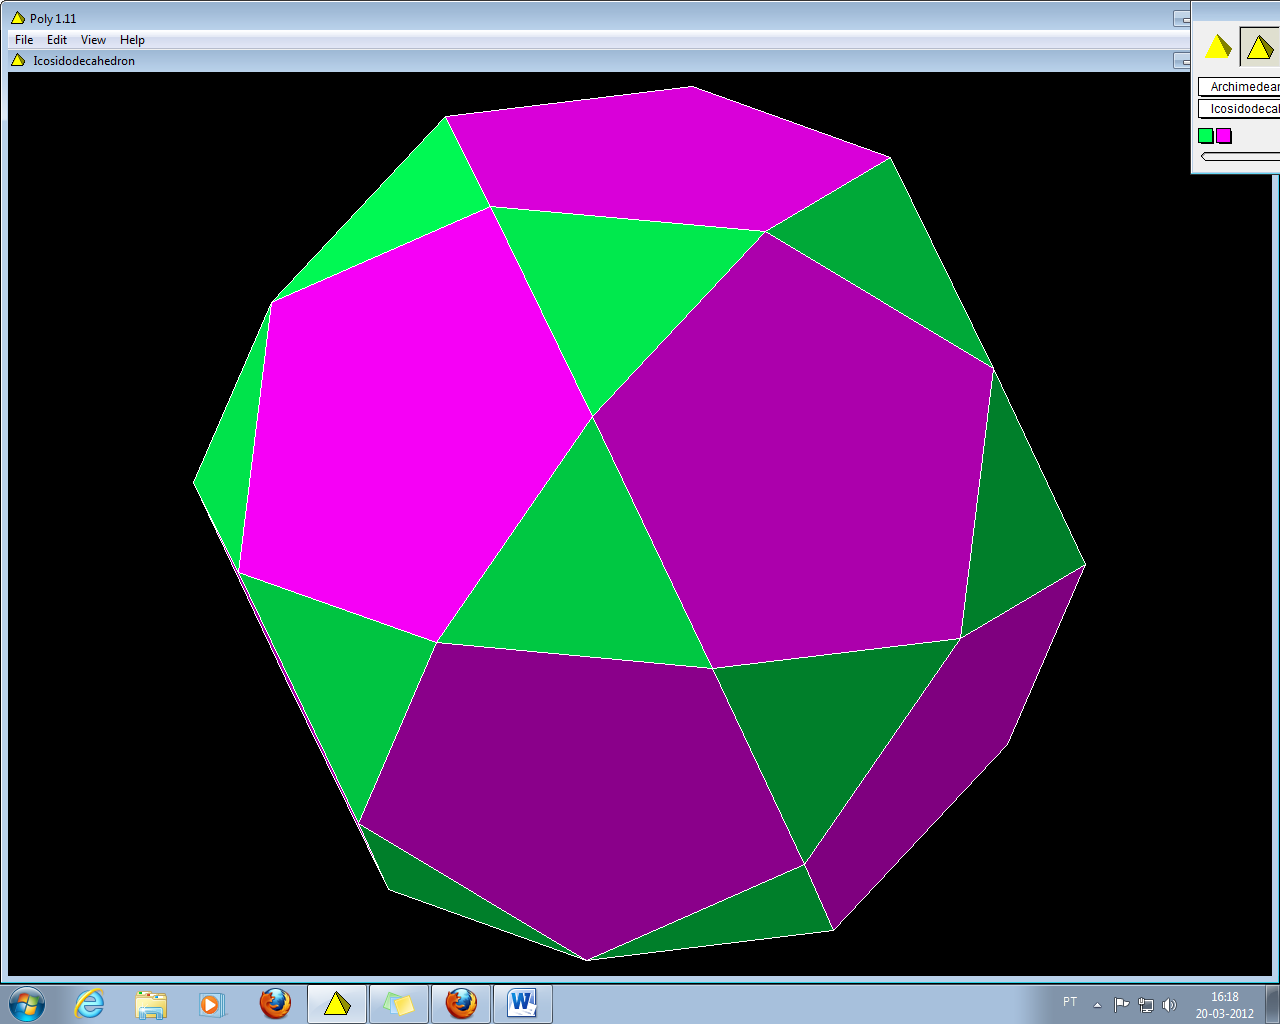 Poly 1.11
File Edit View Help
Icosidodecahedron
Archimedean
Icosidodecal
PT
16:18
20-03-2012